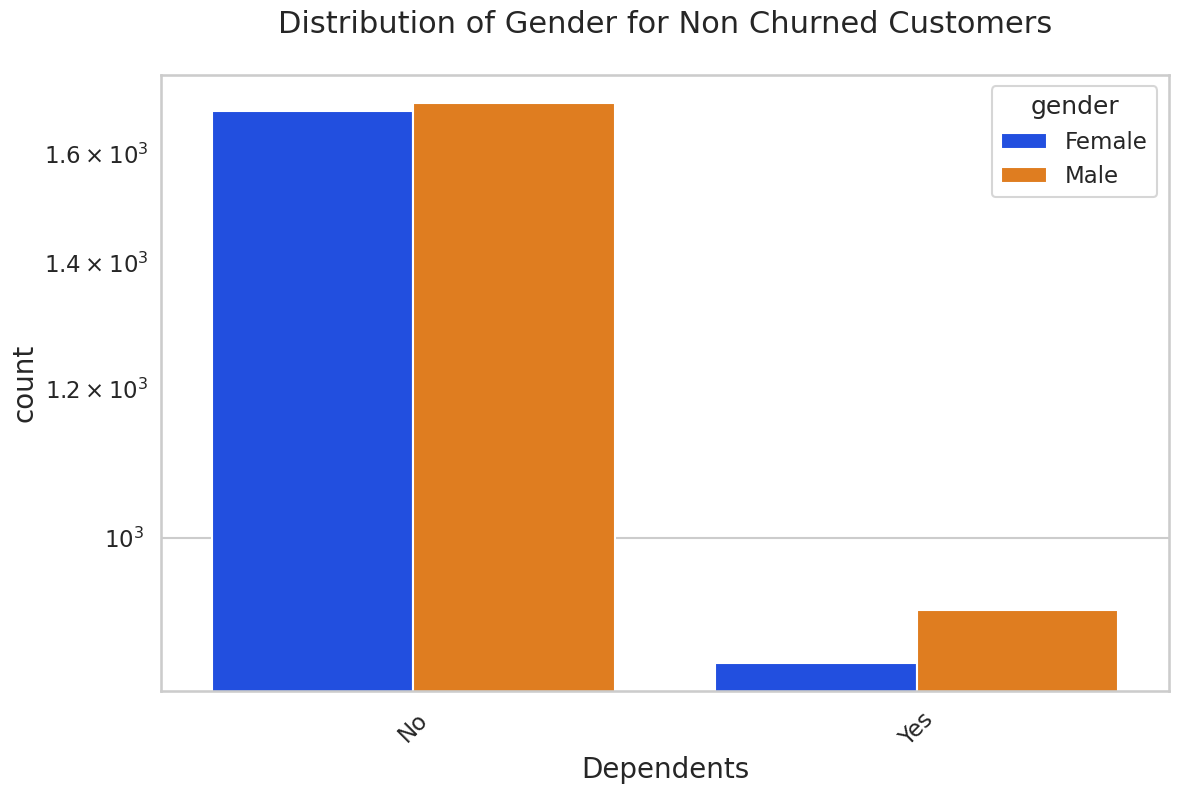 Distribution of Gender for Non Churned Customers
gender
Female
Male
1.6 × 10³
1.4 × 10³
1.2 × 10³
10³
count
No
Yes
Dependents